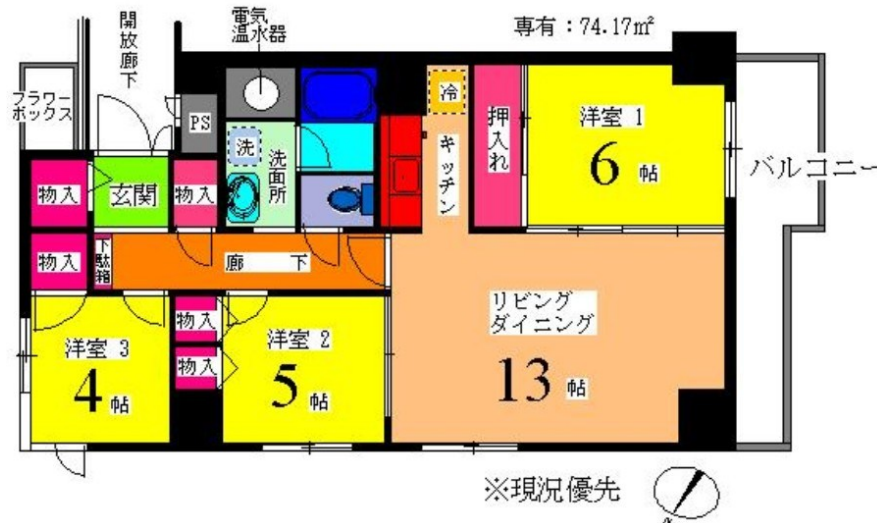 電気
温水器
専有：74.17㎡
開放廊下
フラワー
ボックス
PS
冷
押入れ
洋室 1
6 帖
バルコニー
洗
洗面所
キッチン
物入
玄関
物入
物入
下駄箱
廊 下
リビング
ダイニング
13 帖
物入
物入
洋室 3
4 帖
洋室 2
5 帖
※現況優先